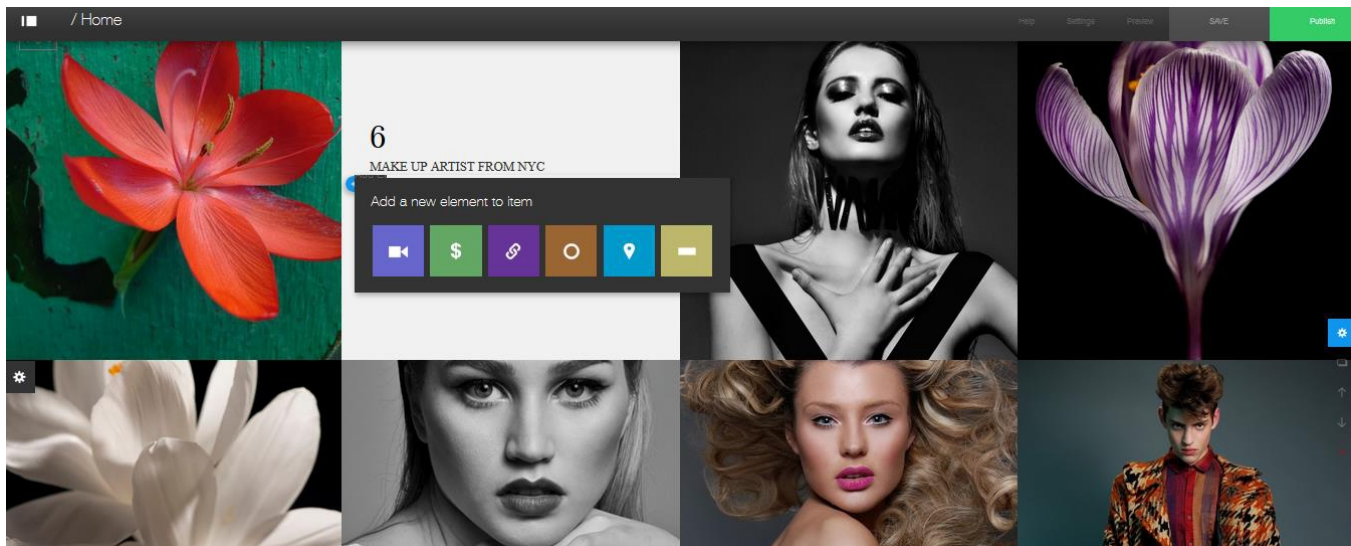 / Home
Help Settings Preview SAVE Publish
6
MAKE UP ARTIST FROM NYC
Add a new element to item
$